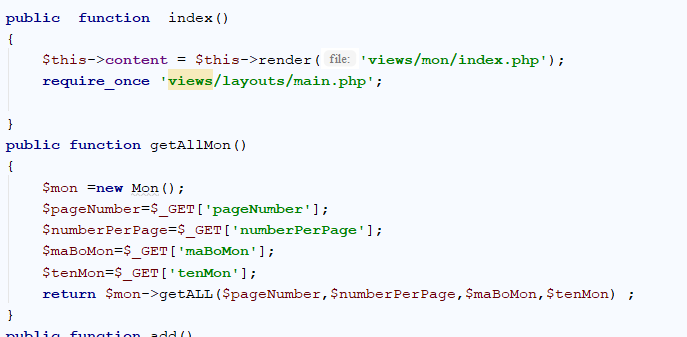 public function index()
{
$this->content = $this->render( file: 'views/mon/index.php');
require_once 'views/layouts/main.php';
}
public function getAllMon()
{
$mon =new Mon();
$pageNumber=$_GET['pageNumber'];
$numberPerPage=$_GET['numberPerPage'];
$maBoMon=$_GET['maBoMon'];
$tenMon=$_GET['tenMon'];
return $mon->getALL($pageNumber,$numberPerPage,$maBoMon,$tenMon) ;
}
public function add()